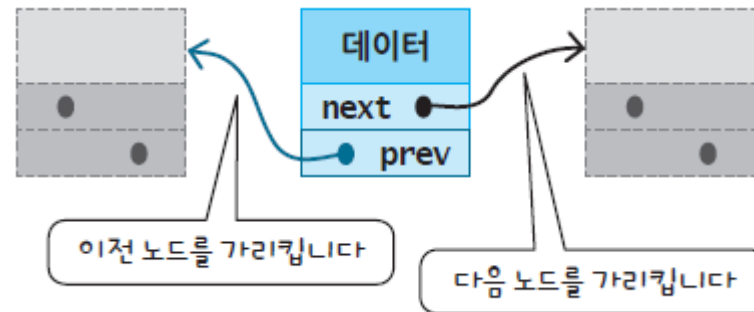 데이터
next
prev
이전 노드를 가리킵니다
다음 노드를 가리킵니다